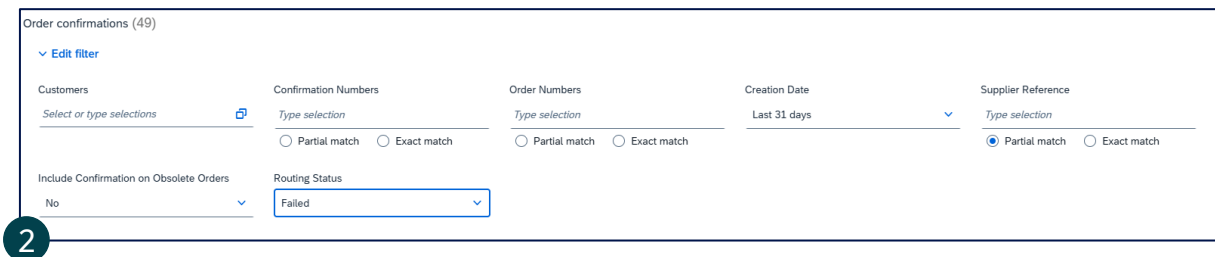 Order confirmations (49)
Edit filter
Customers Confirmation Numbers Order Numbers Creation Date Supplier Reference
Select or type selections Type selection Type selection Last 31 days Type selection
Partial match Exact match Partial match Exact match Partial match Exact match
Include Confirmation on Obsolete Orders Routing Status
No Failed
2